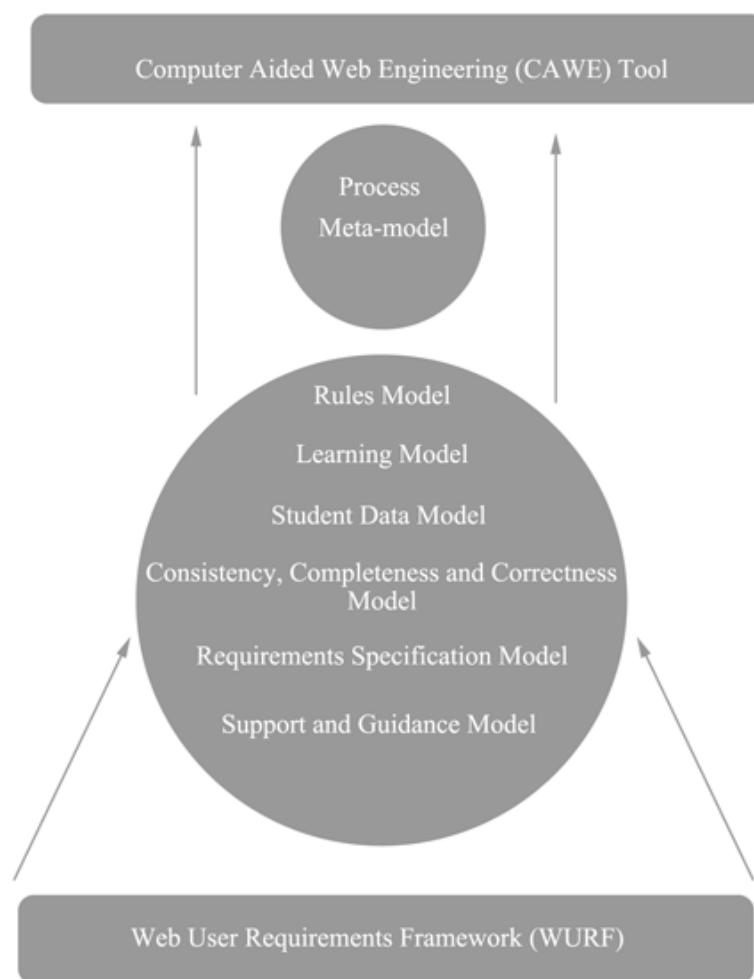 Computer Aided Web Engineering (CAWE) Tool
Process
Meta-model
Rules Model
Learning Model
Student Data Model
Consistency, Completeness and Correctness
Model
Requirements Specification Model
Support and Guidance Model
Web User Requirements Framework (WURF)